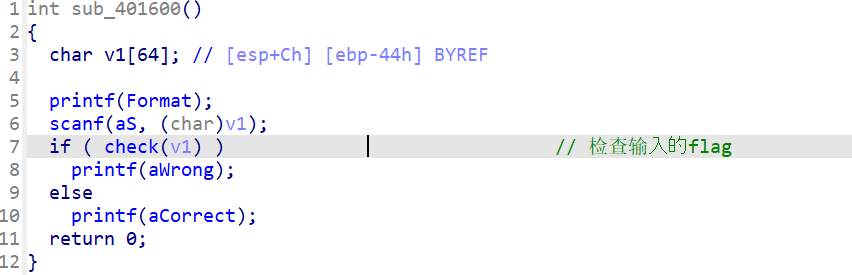 1 int sub_401600()
2 {
3 char v1[64]; // [esp+Ch] [ebp-44h] BYREF
4
5 printf(Format);
6 scanf(aS, (char)v1);
7 if ( check(v1) ) // 检查输入的flag
8 printf(aWrong);
9 else
10 printf(aCorrect);
11 return 0;
12 }